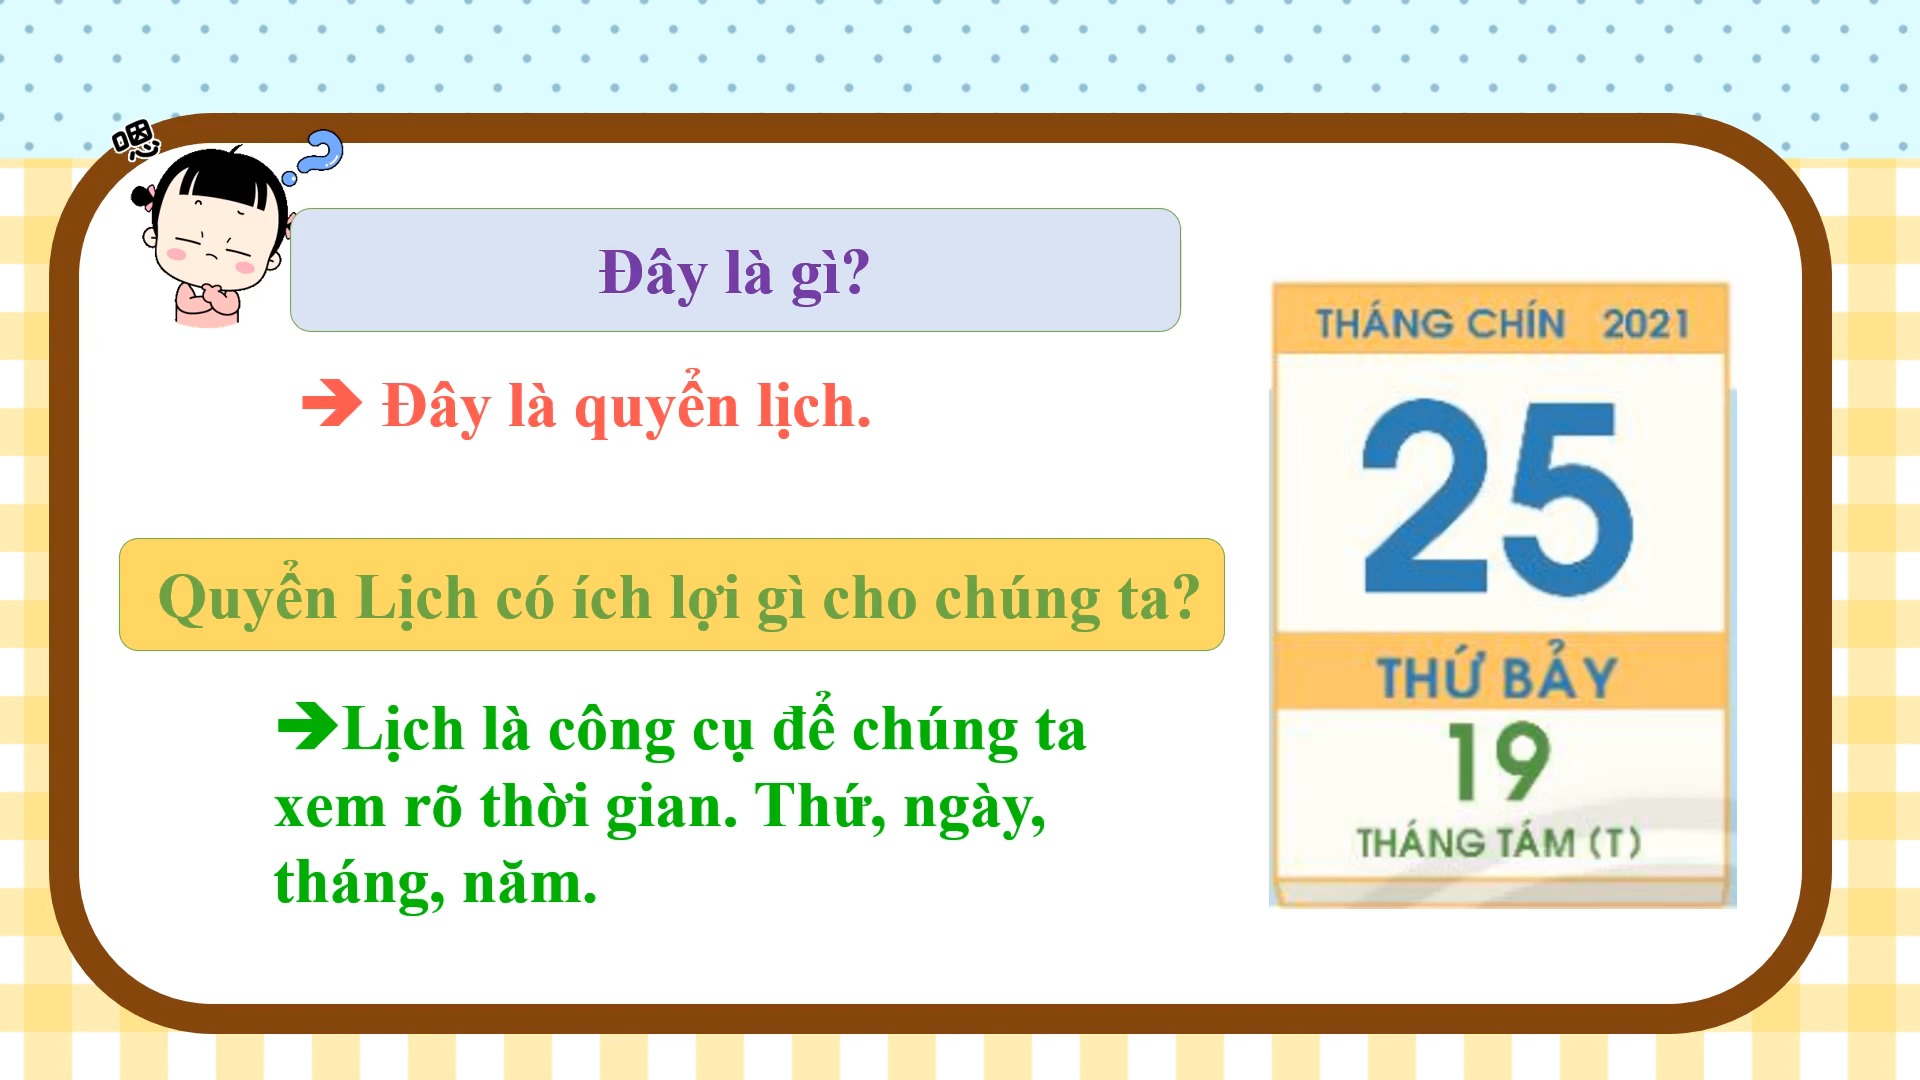 嗯
Đây là gì?
➔ Đây là quyển lịch.
Quyển Lịch có ích lợi gì cho chúng ta?
➔Lịch là công cụ để chúng ta
xem rõ thời gian. Thứ, ngày,
tháng, năm.
THÁNG CHÍN 2021
25
THỨ BẢY
19
THÁNG TÁM (T)